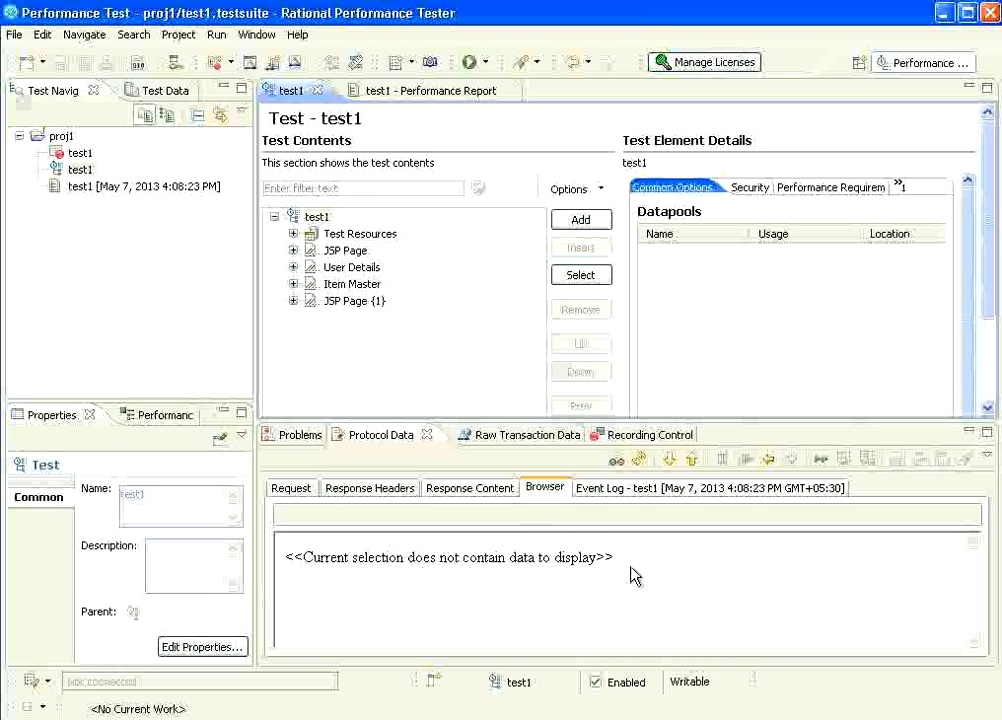 Performance Test - proj1/test1.testsuite - Rational Performance Tester
File Edit Navigate Search Project Run Window Help
Manage Licenses
Performance ...
Test Navig
Test Data
test1
test1 - Performance Report
proj1
test1
test1
test1 [May 7, 2013 4:08:23 PM]
Test - test1
Test Contents
This section shows the test contents
Enter filter text
Options
test1
Test Resources
JSP Page
User Details
Item Master
JSP Page {1}
Add
Insert
Select
Remove
Up
Down
Test Element Details
test1
Common Options Security Performance Requirem »1
Datapools
Name Usage Location
Properties
Performanc
Test
Common
Name:
test1
Description:
Parent:
Edit Properties...
Problems Protocol Data Raw Transaction Data Recording Control
Request Response Headers Response Content Browser Event Log - test1 [May 7, 2013 4:08:23 PM GMT+05:30]
<<Current selection does not contain data to display>>
test1
Enabled
Writable
<No Current Work>